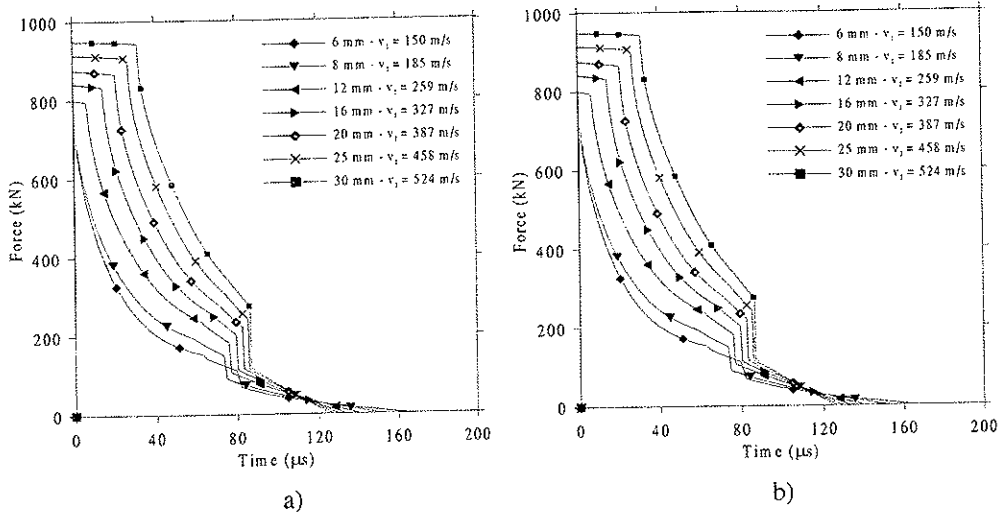 1000
800
600
400
200
0
Force (kN)
6 mm - v₁ = 150 m/s
8 mm - v₁ = 185 m/s
12 mm - v₁ = 259 m/s
16 mm - v₁ = 327 m/s
20 mm - v₁ = 387 m/s
25 mm - v₁ = 458 m/s
30 mm - v₁ = 524 m/s
0 40 80 120 160 200
Time (µs)
a)
1000
800
600
400
200
0
Force (kN)
6 mm - v₁ = 150 m/s
8 mm - v₁ = 185 m/s
12 mm - v₁ = 259 m/s
16 mm - v₁ = 327 m/s
20 mm - v₁ = 387 m/s
25 mm - v₁ = 458 m/s
30 mm - v₁ = 524 m/s
0 40 80 120 160 200
Time (µs)
b)